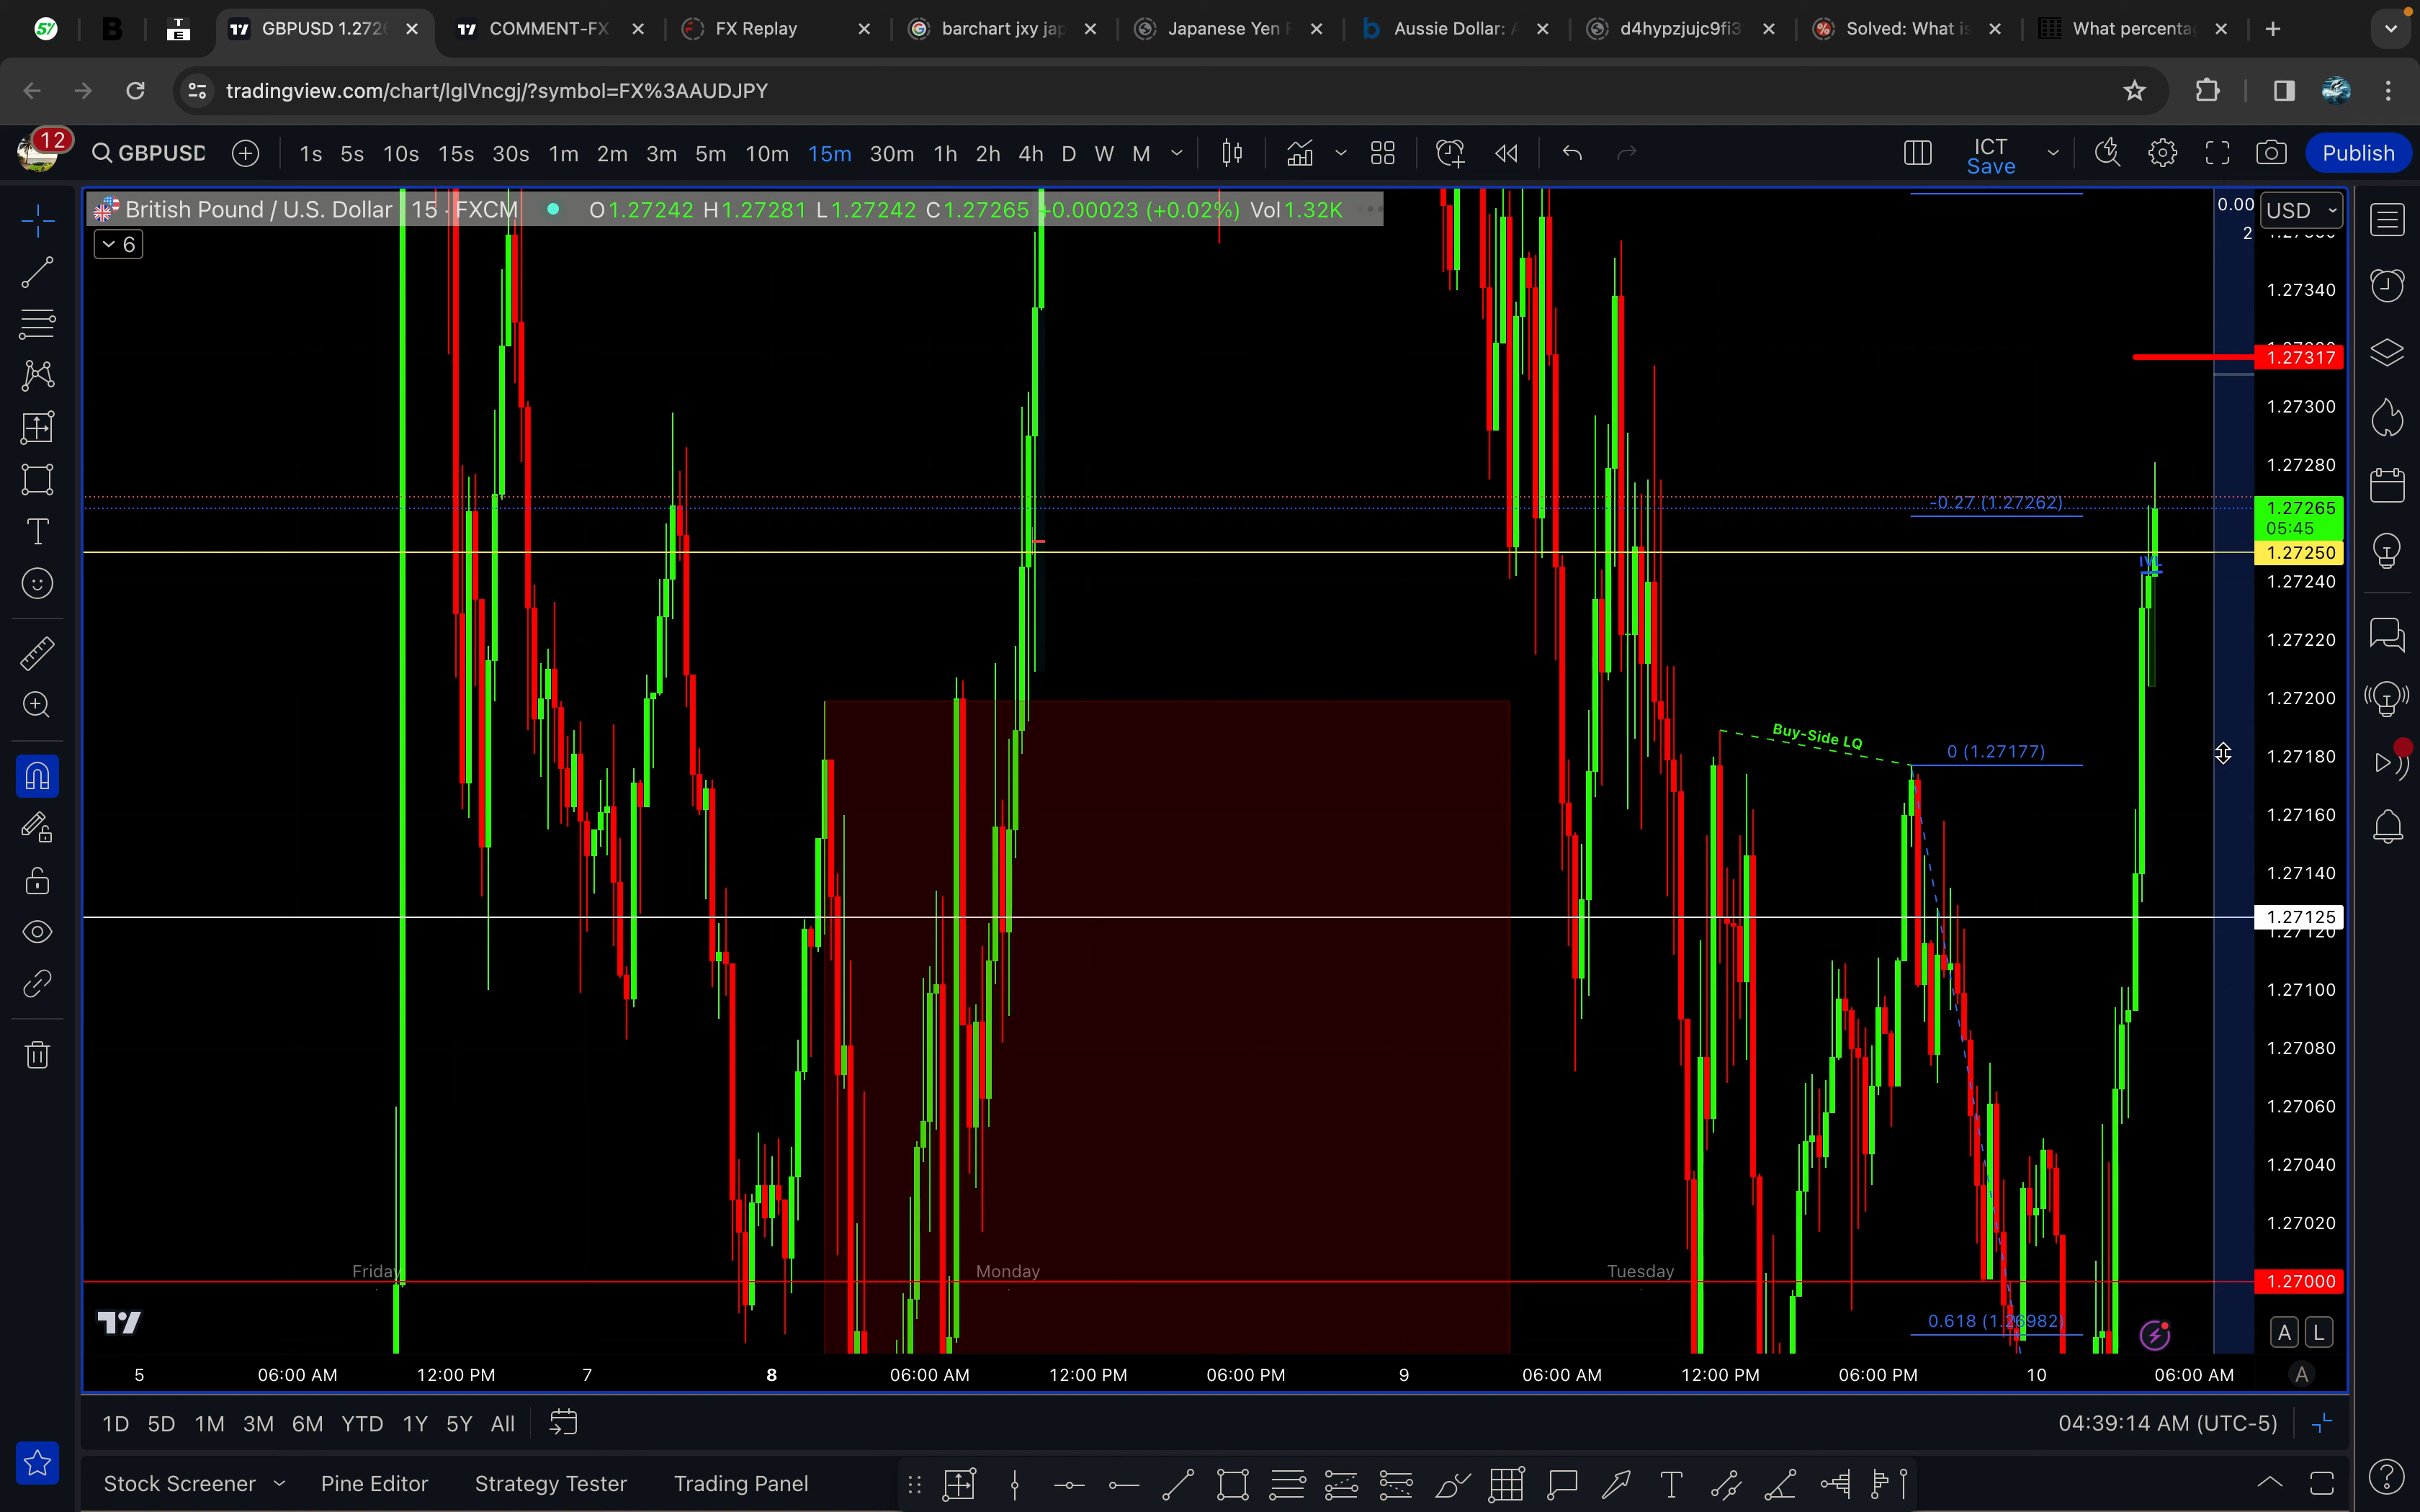 GBPUSD 1.272
COMMENT-FX
FX Replay
barchart jxy jap
Japanese Yen F
Aussie Dollar: A
d4hypzjujc9fi3
Solved: What is
What percenta
tradingview.com/chart/lglVncgj/?symbol=FX%3AAUDJPY
12
GBPUSD
1s 5s 10s 15s 30s 1m 2m 3m 5m 10m 15m 30m 1h 2h 4h D W M
ICT
Save
Publish
British Pound / U.S. Dollar 15 · FXCM O1.27242 H1.27281 L1.27242 C1.27265 +0.00023 (+0.02%) Vol1.32K
6
0.00
2
USD
1.27340
1.27317
1.27300
1.27280
-0.27 (1.27262)
1.27265
05:45
1.27250
1.27240
1.27220
1.27200
Buy-Side LQ
0 (1.27177)
1.27180
1.27160
1.27140
1.27125
1.27120
1.27100
1.27080
1.27060
1.27040
1.27020
Friday
Monday
Tuesday
1.27000
0.618 (1.26982)
A L
5 06:00 AM 12:00 PM 7 8 06:00 AM 12:00 PM 06:00 PM 9 06:00 AM 12:00 PM 06:00 PM 10 06:00 AM A
1D 5D 1M 3M 6M YTD 1Y 5Y All
04:39:14 AM (UTC-5)
Stock Screener Pine Editor Strategy Tester Trading Panel